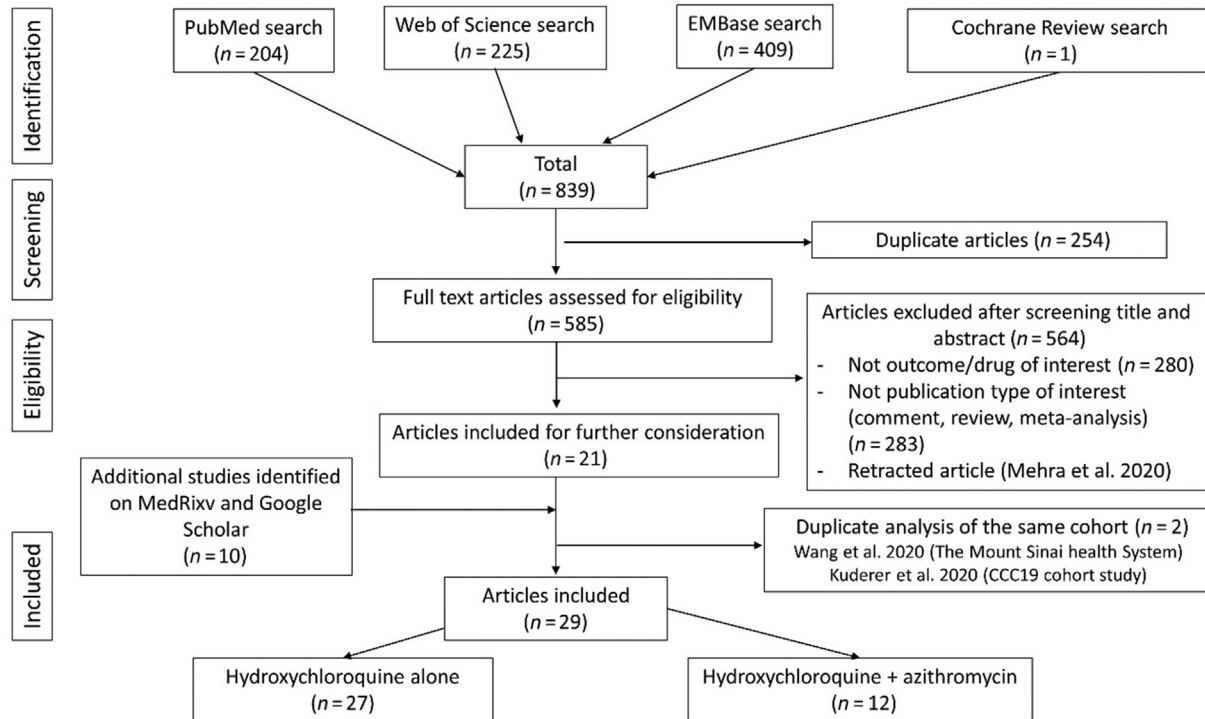 Identification
PubMed search
(n = 204)
Web of Science search
(n = 225)
EMBase search
(n = 409)
Cochrane Review search
(n = 1)
Total
(n = 839)
Screening
Duplicate articles (n = 254)
Full text articles assessed for eligibility
(n = 585)
Eligibility
Articles excluded after screening title and
abstract (n = 564)
- Not outcome/drug of interest (n = 280)
- Not publication type of interest
(comment, review, meta-analysis)
(n = 283)
- Retracted article (Mehra et al. 2020)
Articles included for further consideration
(n = 21)
Additional studies identified
on MedRixv and Google
Scholar
(n = 10)
Included
Duplicate analysis of the same cohort (n = 2)
Wang et al. 2020 (The Mount Sinai health System)
Kuderer et al. 2020 (CCC19 cohort study)
Articles included
(n = 29)
Hydroxychloroquine alone
(n = 27)
Hydroxychloroquine + azithromycin
(n = 12)